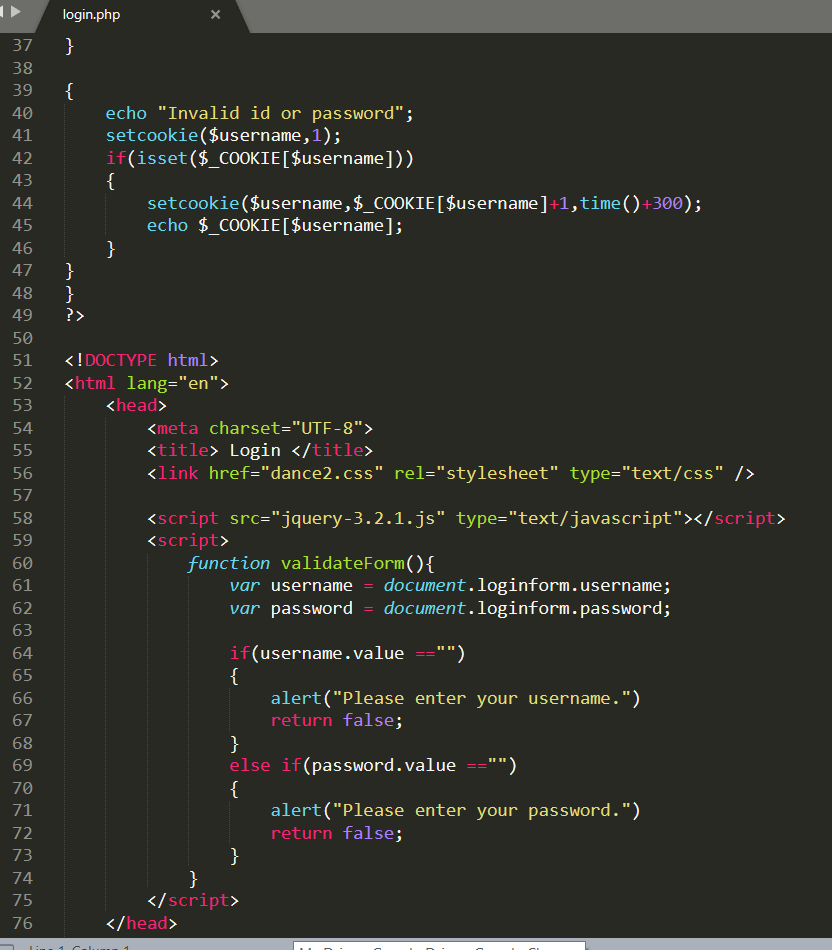 login.php ×
37 }
38
39 {
40 echo "Invalid id or password";
41 setcookie($username,1);
42 if(isset($_COOKIE[$username]))
43 {
44 setcookie($username,$_COOKIE[$username]+1,time()+300);
45 echo $_COOKIE[$username];
46 }
47 }
48 }
49 ?>
50
51 <!DOCTYPE html>
52 <html lang="en">
53 <head>
54 <meta charset="UTF-8">
55 <title> Login </title>
56 <link href="dance2.css" rel="stylesheet" type="text/css" />
57
58 <script src="jquery-3.2.1.js" type="text/javascript"></script>
59 <script>
60 function validateForm(){
61 var username = document.loginform.username;
62 var password = document.loginform.password;
63
64 if(username.value =="")
65 {
66 alert("Please enter your username.")
67 return false;
68 }
69 else if(password.value =="")
70 {
71 alert("Please enter your password.")
72 return false;
73 }
74 }
75 </script>
76 </head>
Line 1, Column 1